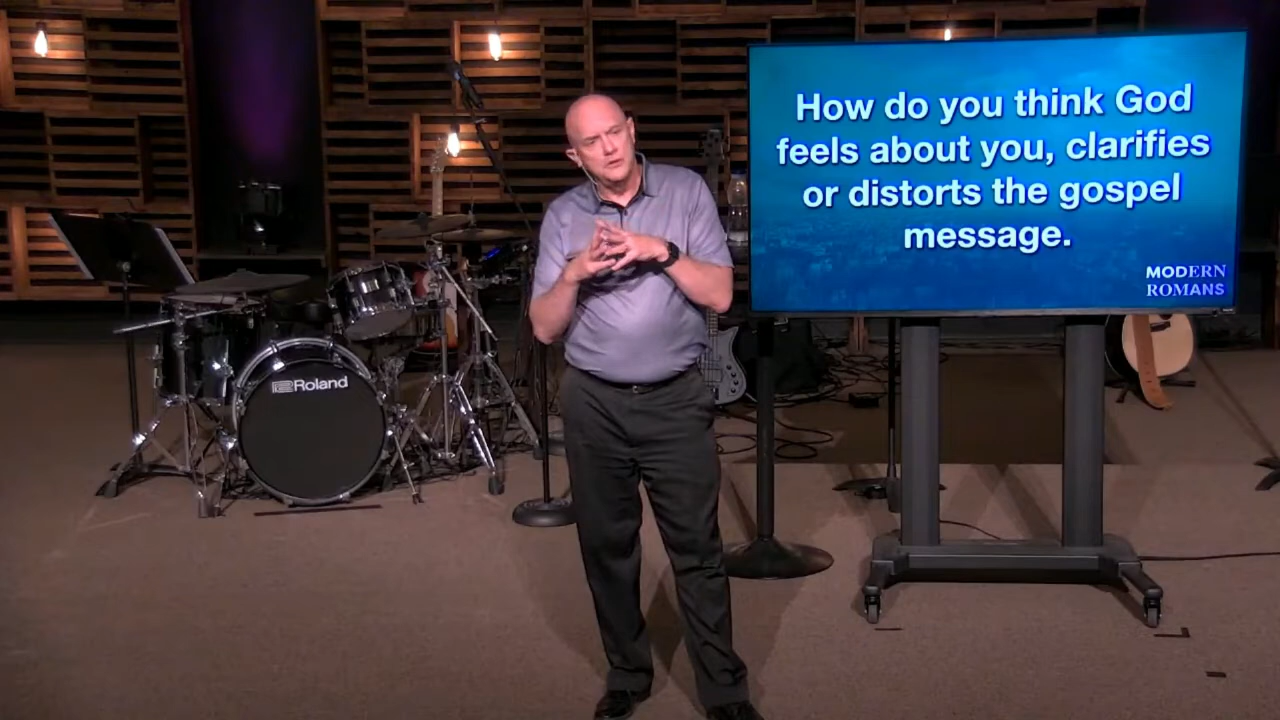 How do you think God
feels about you, clarifies
or distorts the gospel
message.
MODERN
ROMANS
Roland